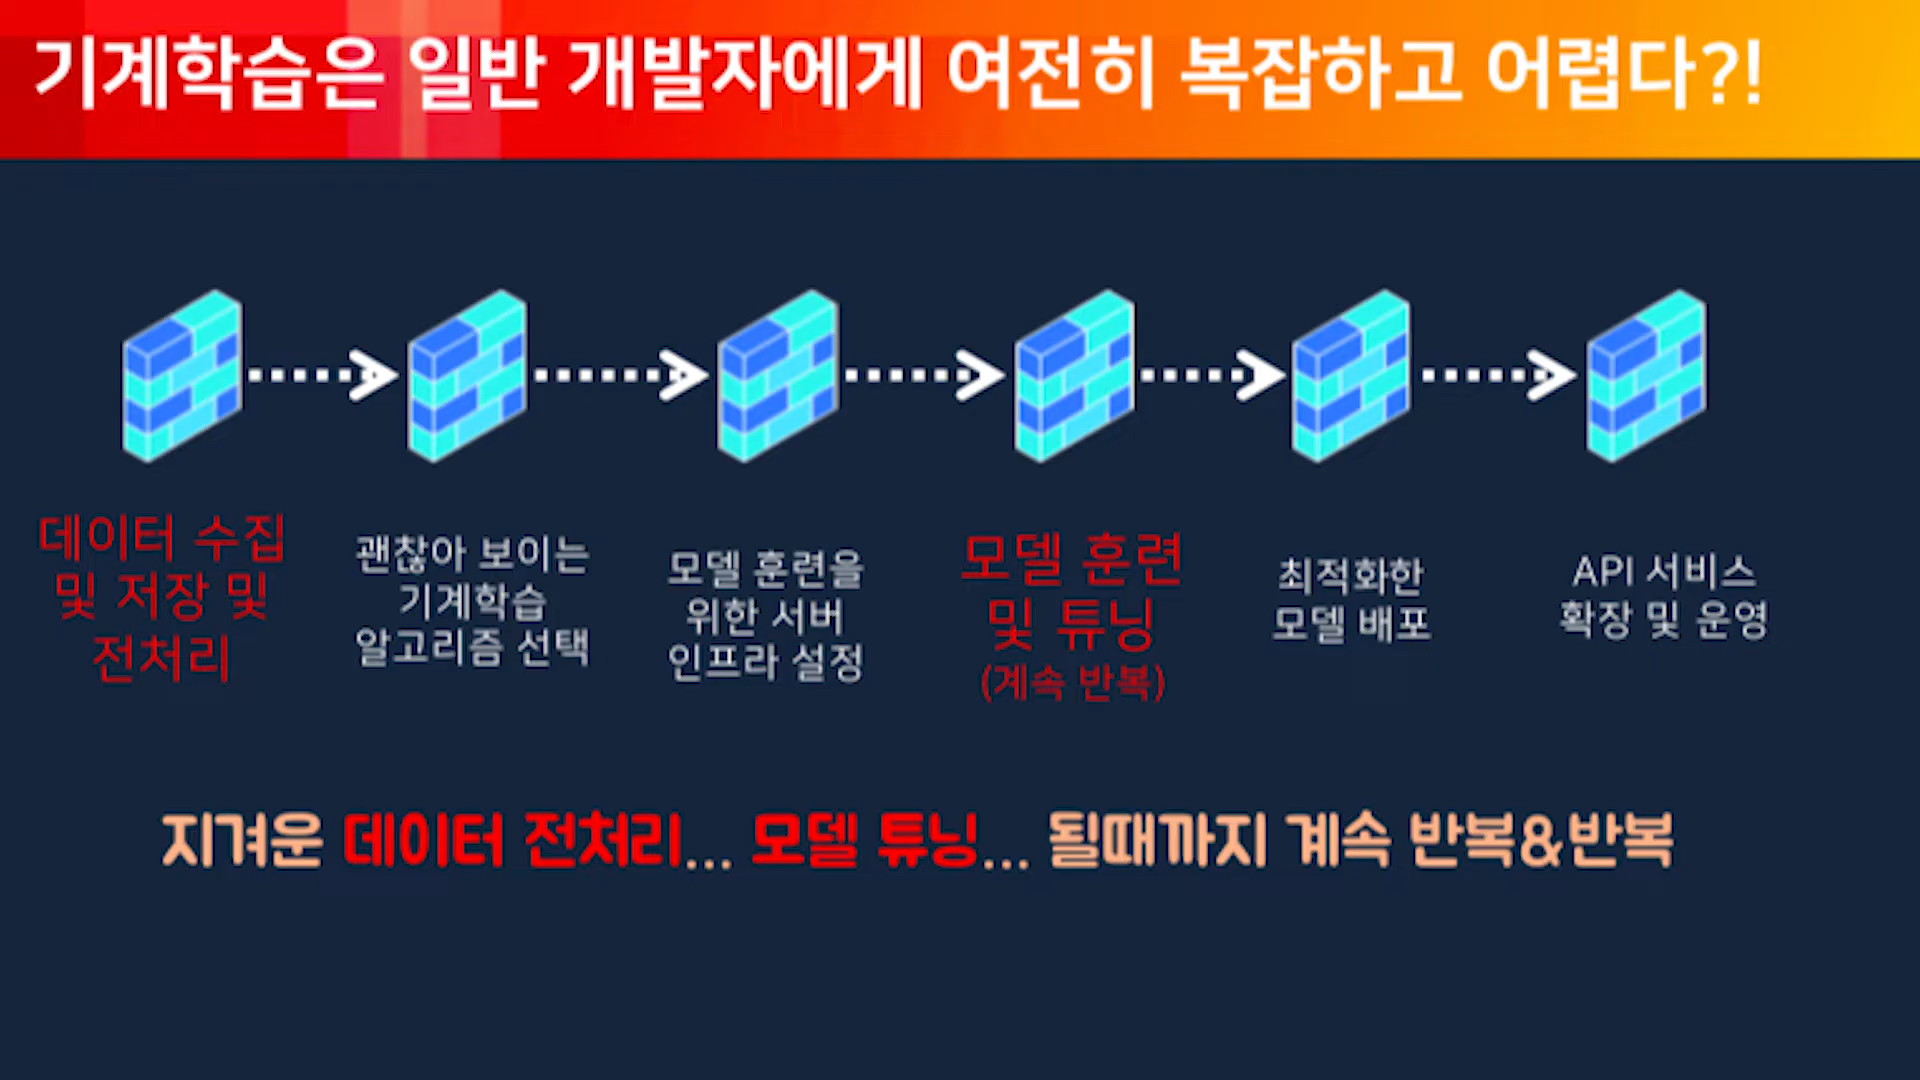 기계학습은 일반 개발자에게 여전히 복잡하고 어렵다?!
데이터 수집
및 저장 및
전처리
괜찮아 보이는
기계학습
알고리즘 선택
모델 훈련을
위한 서버
인프라 설정
모델 훈련
및 튜닝
(계속 반복)
최적화한
모델 배포
API 서비스
확장 및 운영
지겨운 데이터 전처리... 모델 튜닝... 될때까지 계속 반복&반복